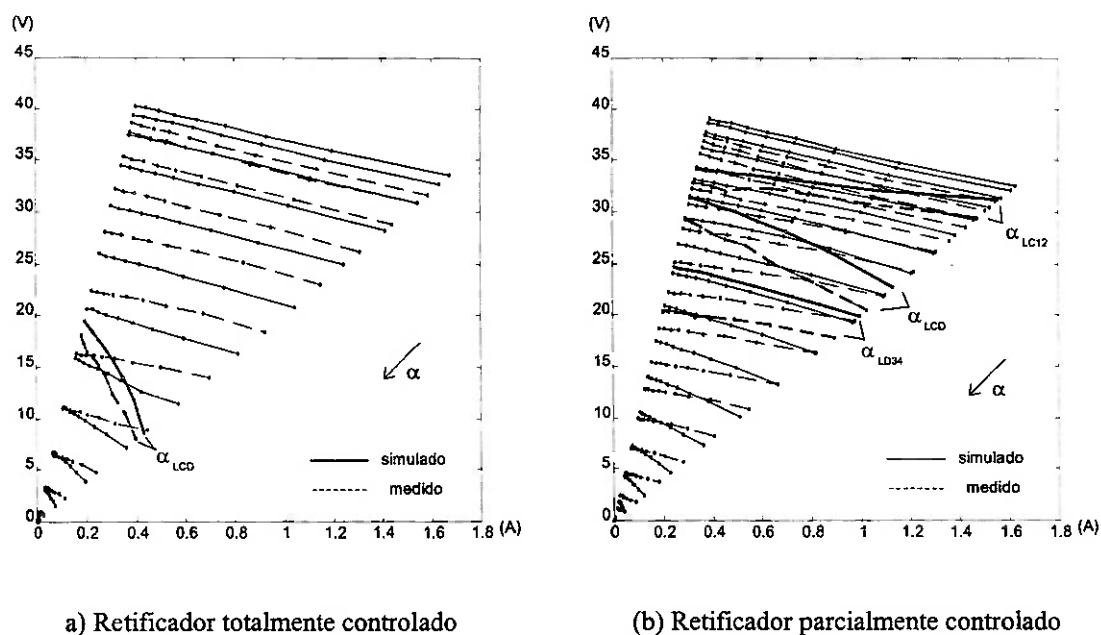 (V)
45
40
35
30
25
20
15
10
5
0
0 0.2 0.4 0.6 0.8 1 1.2 1.4 1.6 1.8
(A)
α LCD
α
simulado
medido
a) Retificador totalmente controlado
(V)
45
40
35
30
25
20
15
10
5
0
0 0.2 0.4 0.6 0.8 1 1.2 1.4 1.6 1.8
(A)
α LC12
α LCD
α LD34
α
simulado
medido
(b) Retificador parcialmente controlado